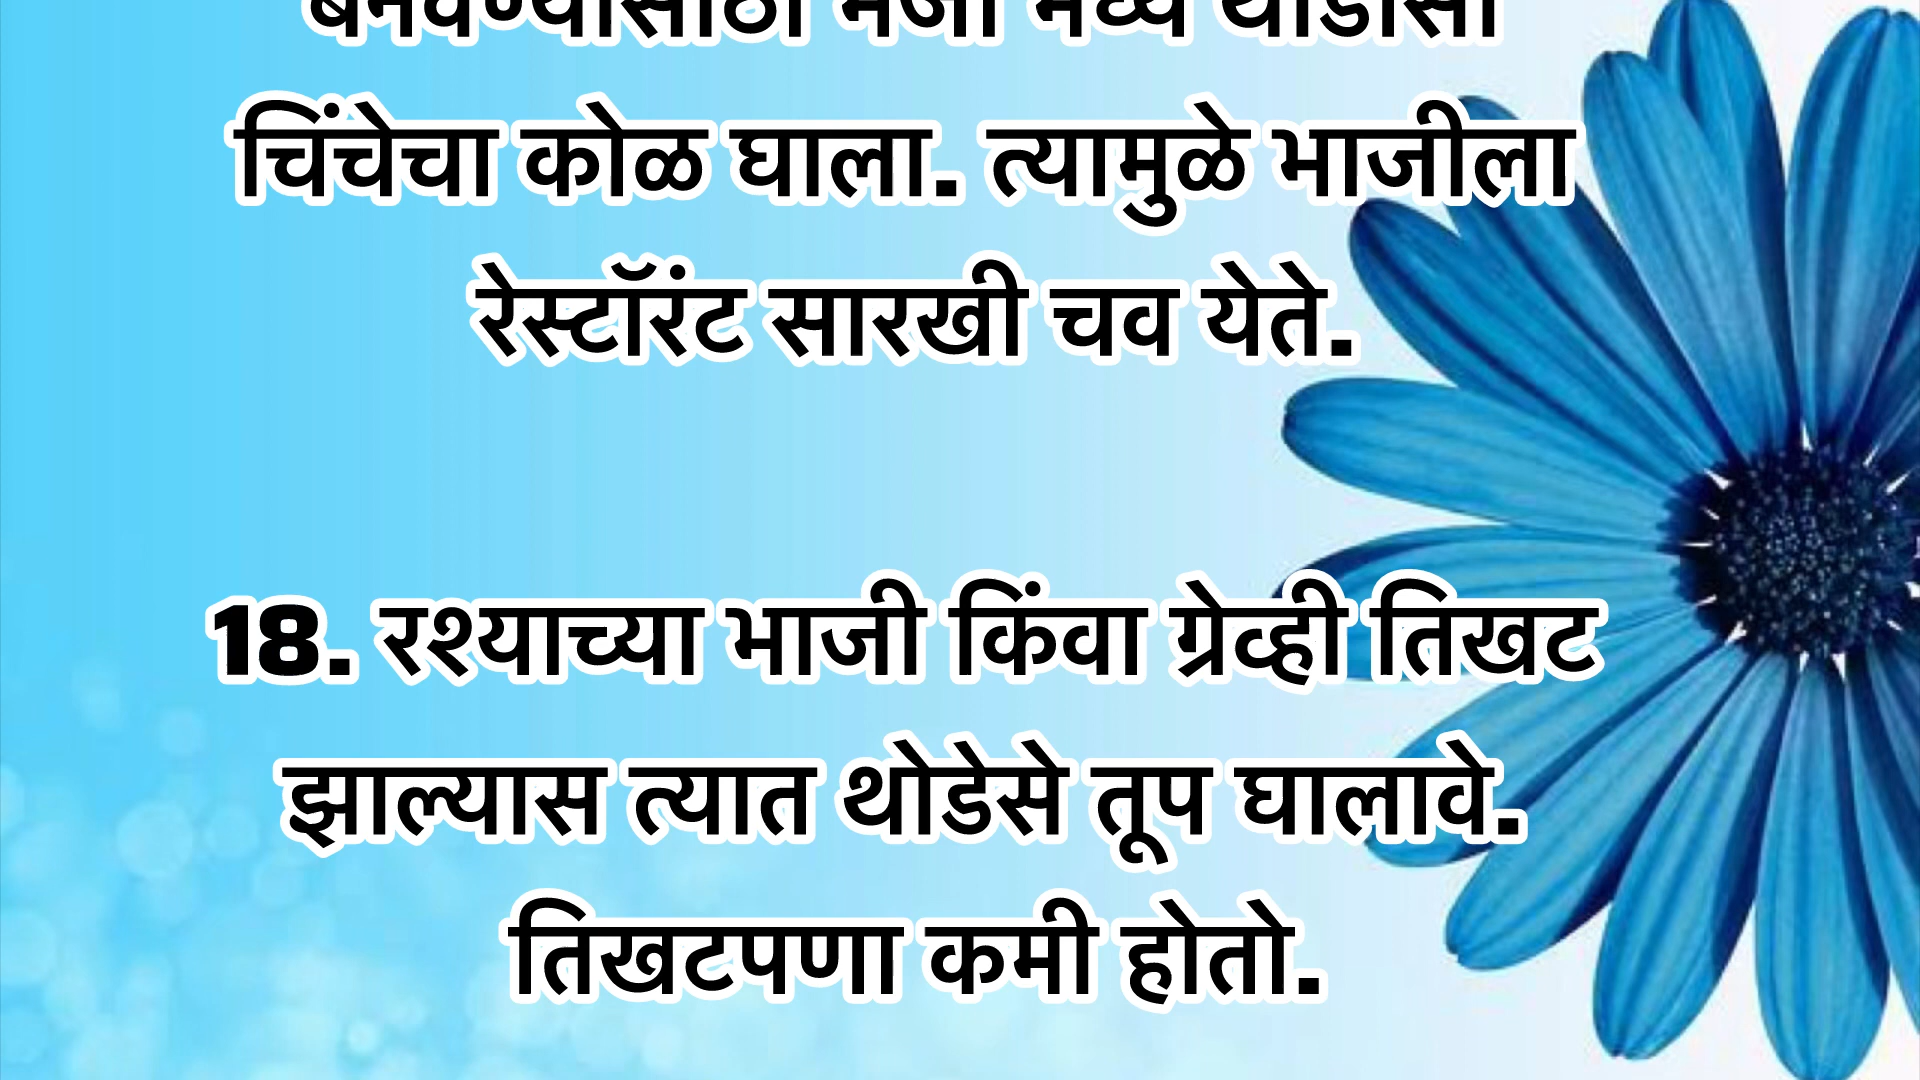 चिंचेचा कोळ घाला. त्यामुळे भाजीला
रेस्टॉरंट सारखी चव येते.
18. रश्याच्या भाजी किंवा ग्रेव्ही तिखट
झाल्यास त्यात थोडेसे तूप घालावे.
तिखटपणा कमी होतो.